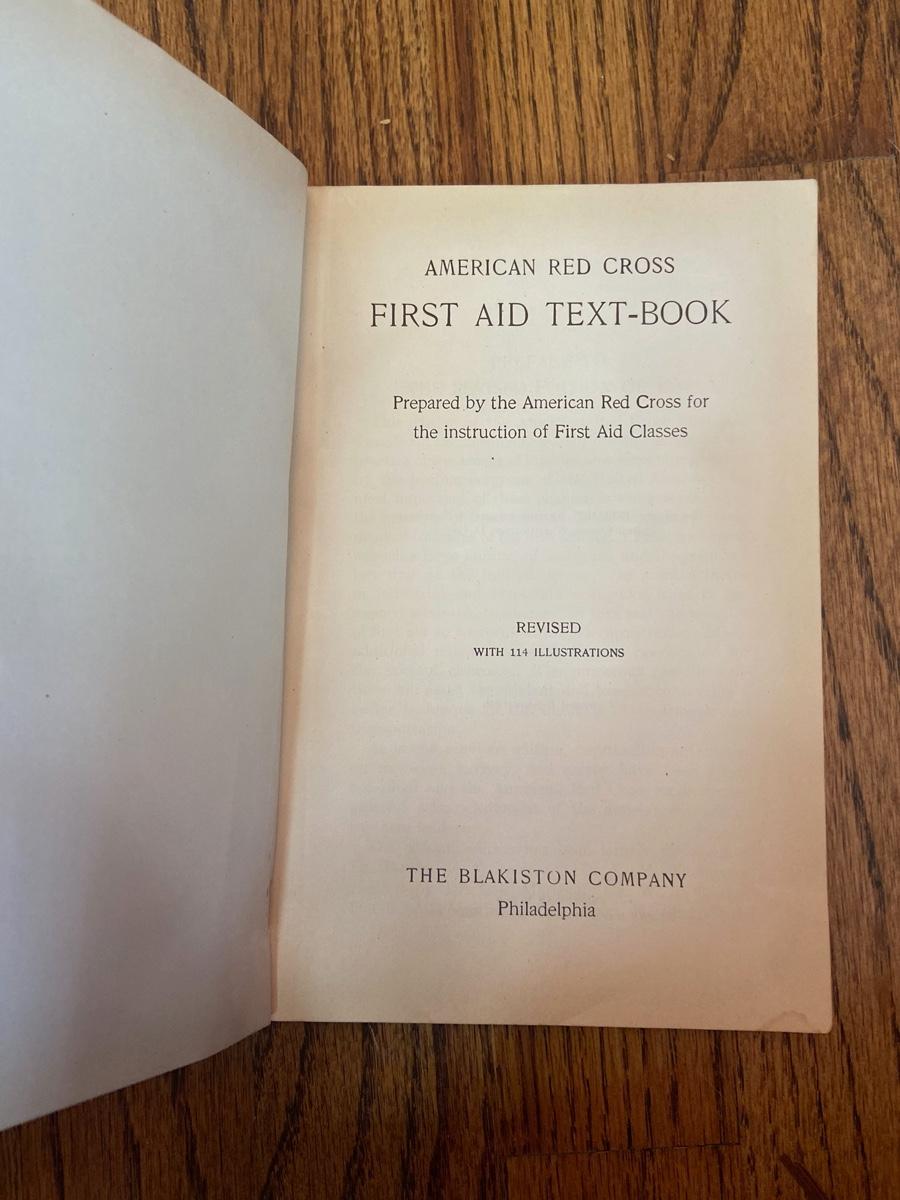 AMERICAN RED CROSS
FIRST AID TEXT-BOOK
Prepared by the American Red Cross for
the instruction of First Aid Classes
REVISED
WITH 114 ILLUSTRATIONS
THE BLAKISTON COMPANY
Philadelphia